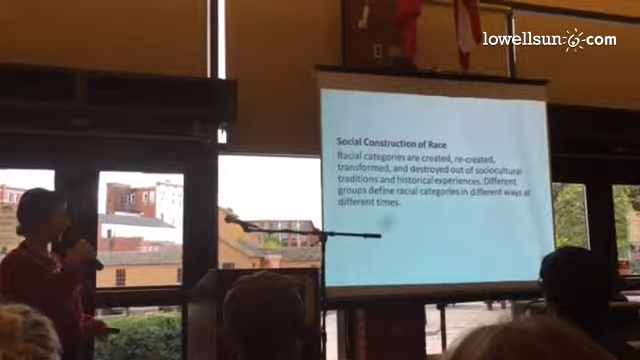 lowellsun.com
Social Construction of Race
Racial categories are created, re-created,
transformed, and destroyed out of sociocultural
traditions and historical experiences. Different
groups define racial categories in different ways at
different times.